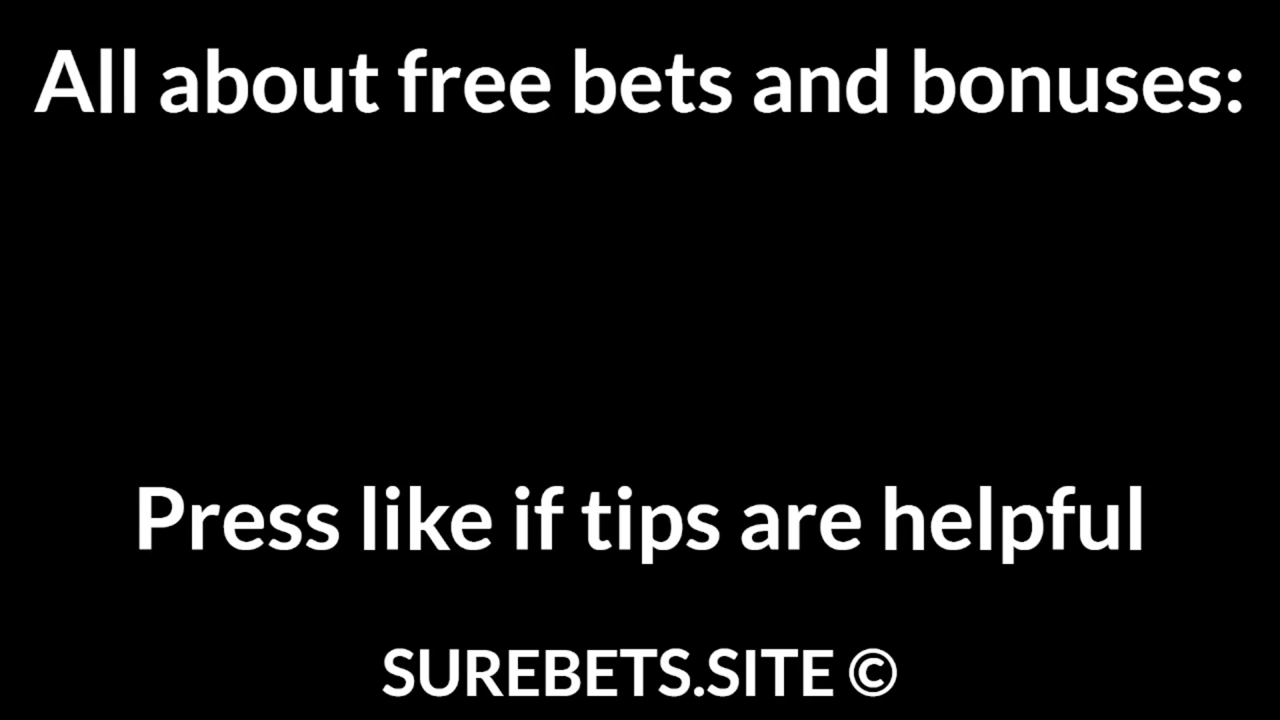 All about free bets and bonuses:
Press like if tips are helpful
SUREBETS.SITE ©